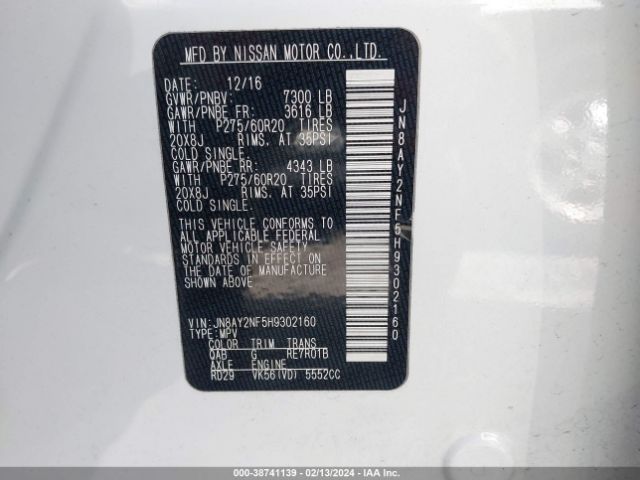 MFD BY NISSAN MOTOR CO.,LTD.
DATE: 12/16
GVWR/PNBV: 7300 LB
GAWR/PNBE FR: 3616 LB
WITH P275/60R20 TIRES
20X8J RIMS. AT 35PSI
COLD SINGLE.
GAWR/PNBE RR: 4343 LB
WITH P275/60R20 TIRES
20X8J RIMS. AT 35PSI
COLD SINGLE.
THIS VEHICLE CONFORMS TO
ALL APPLICABLE FEDERAL
MOTOR VEHICLE SAFETY
STANDARDS IN EFFECT ON
THE DATE OF MANUFACTURE
SHOWN ABOVE.
VIN:JN8AY2NF5H9302160
TYPE:MPV
COLOR TRIM TRANS
QAB G RE7R01B
AXLE ENGINE
RD29 VK56(VD) 5552CC
JN8AY2NF5H9302160
000-38741139 - 02/13/2024 - IAA Inc.